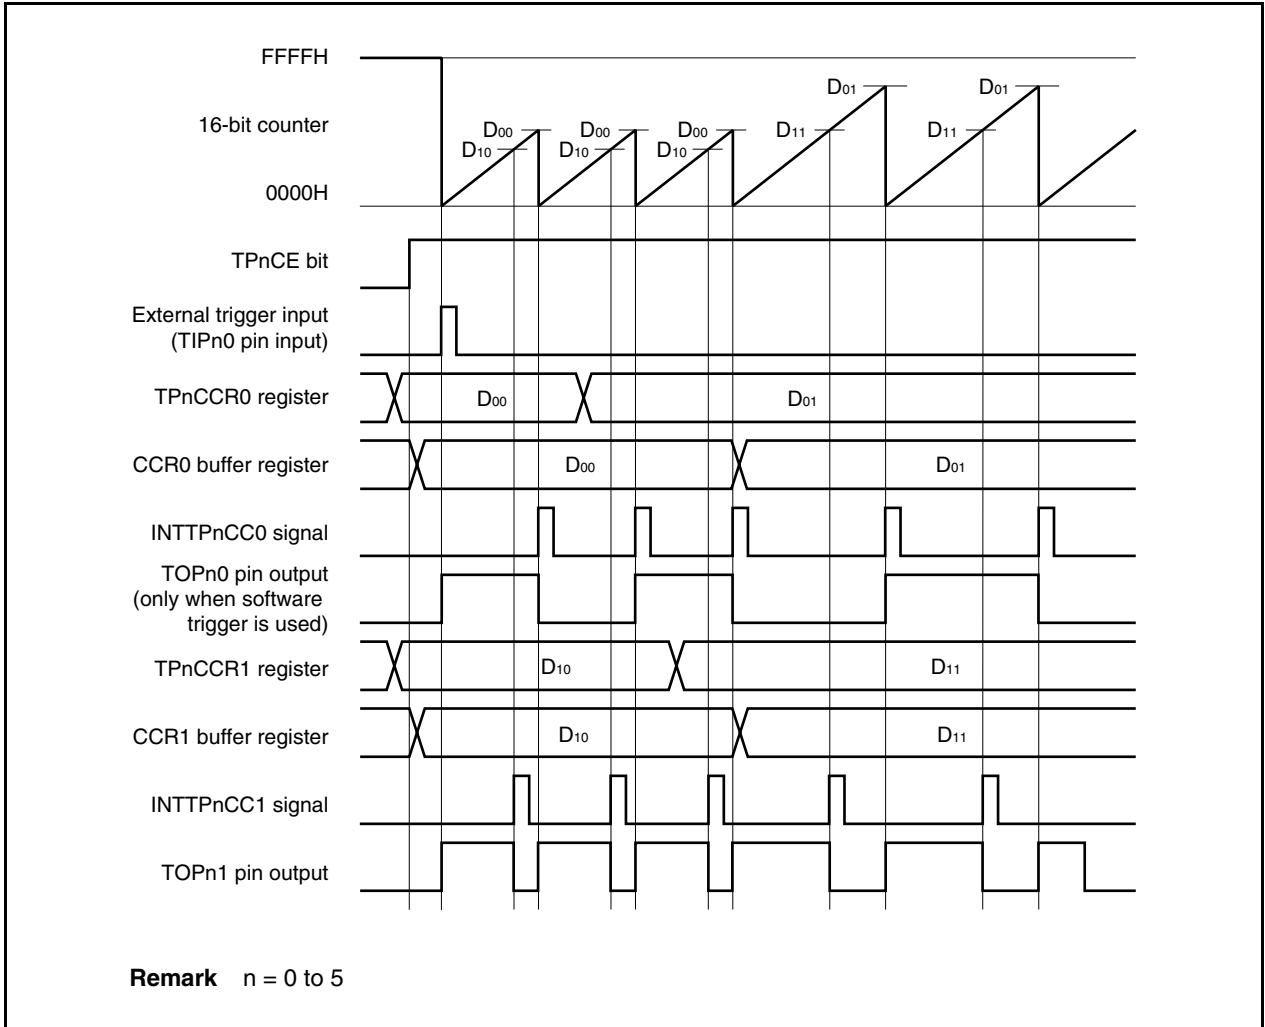 FFFFH
16-bit counter
0000H
D01 D01
D00 D00 D00 D11 D11
D10 D10 D10
TPnCE bit
External trigger input
(TIPn0 pin input)
TPnCCR0 register D00 D01
CCR0 buffer register D00 D01
INTTPnCC0 signal
TOPn0 pin output
(only when software
trigger is used)
TPnCCR1 register D10 D11
CCR1 buffer register D10 D11
INTTPnCC1 signal
TOPn1 pin output
Remark n = 0 to 5